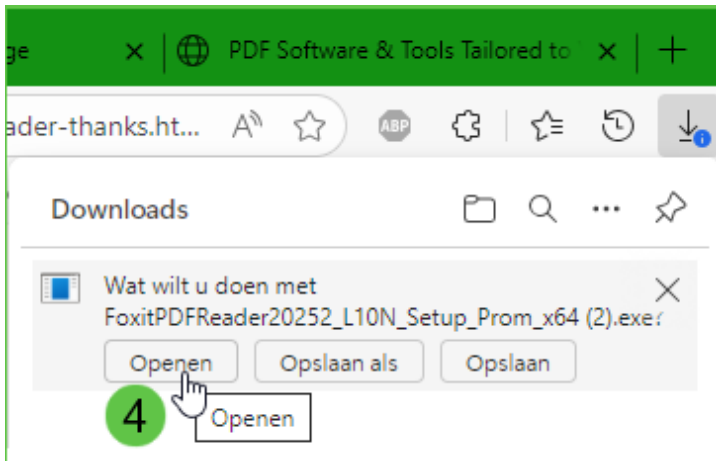 ge PDF Software & Tools Tailored to
ader-thanks.ht... A ABP
Downloads
Wat wilt u doen met
FoxitPDFReader20252_L10N_Setup_Prom_x64 (2).exe?
Openen Opslaan als Opslaan
4 Openen